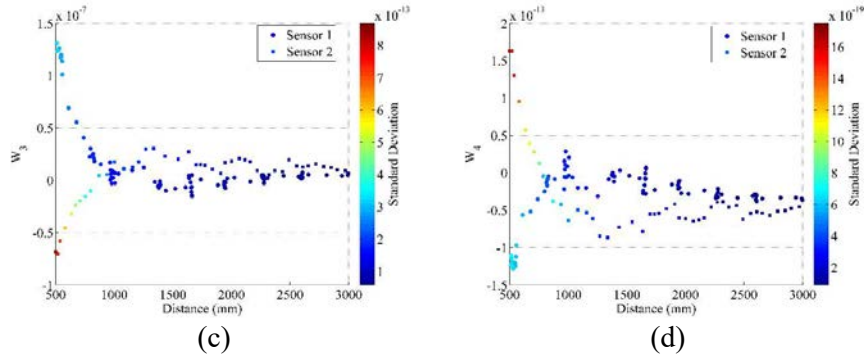 x 10⁻⁷
x 10⁻¹³
1.5
1
0.5
0
-0.5
-1
W₃
500 1000 1500 2000 2500 3000
Distance (mm)
Sensor 1
Sensor 2
8
7
6
5
4
3
2
1
Standard Deviation
(c)
x 10⁻¹¹
x 10⁻¹⁹
2
1.5
1
0.5
0
-0.5
-1
-1.5
W₄
500 1000 1500 2000 2500 3000
Distance (mm)
Sensor 1
Sensor 2
16
14
12
10
8
6
4
2
Standard Deviation
(d)